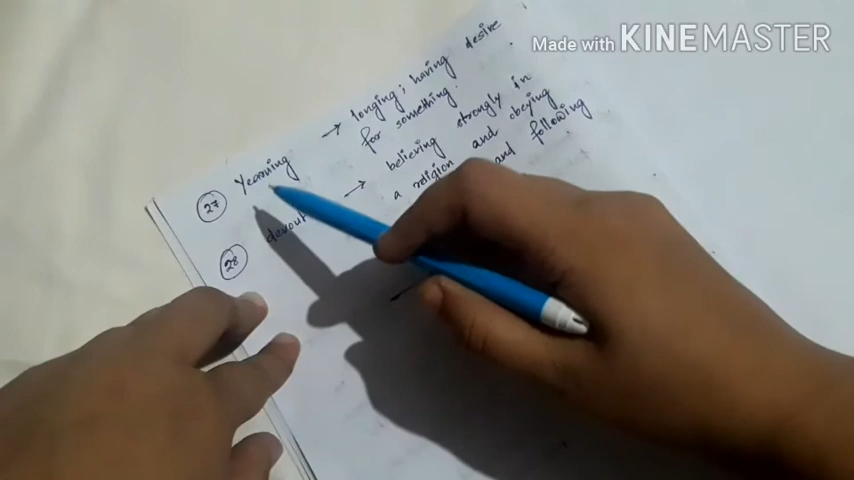 Made with KINEMASTER
27 Yearning → longing; having desire
for something.
28 devout → believing strongly in
a religion and obeying
and following